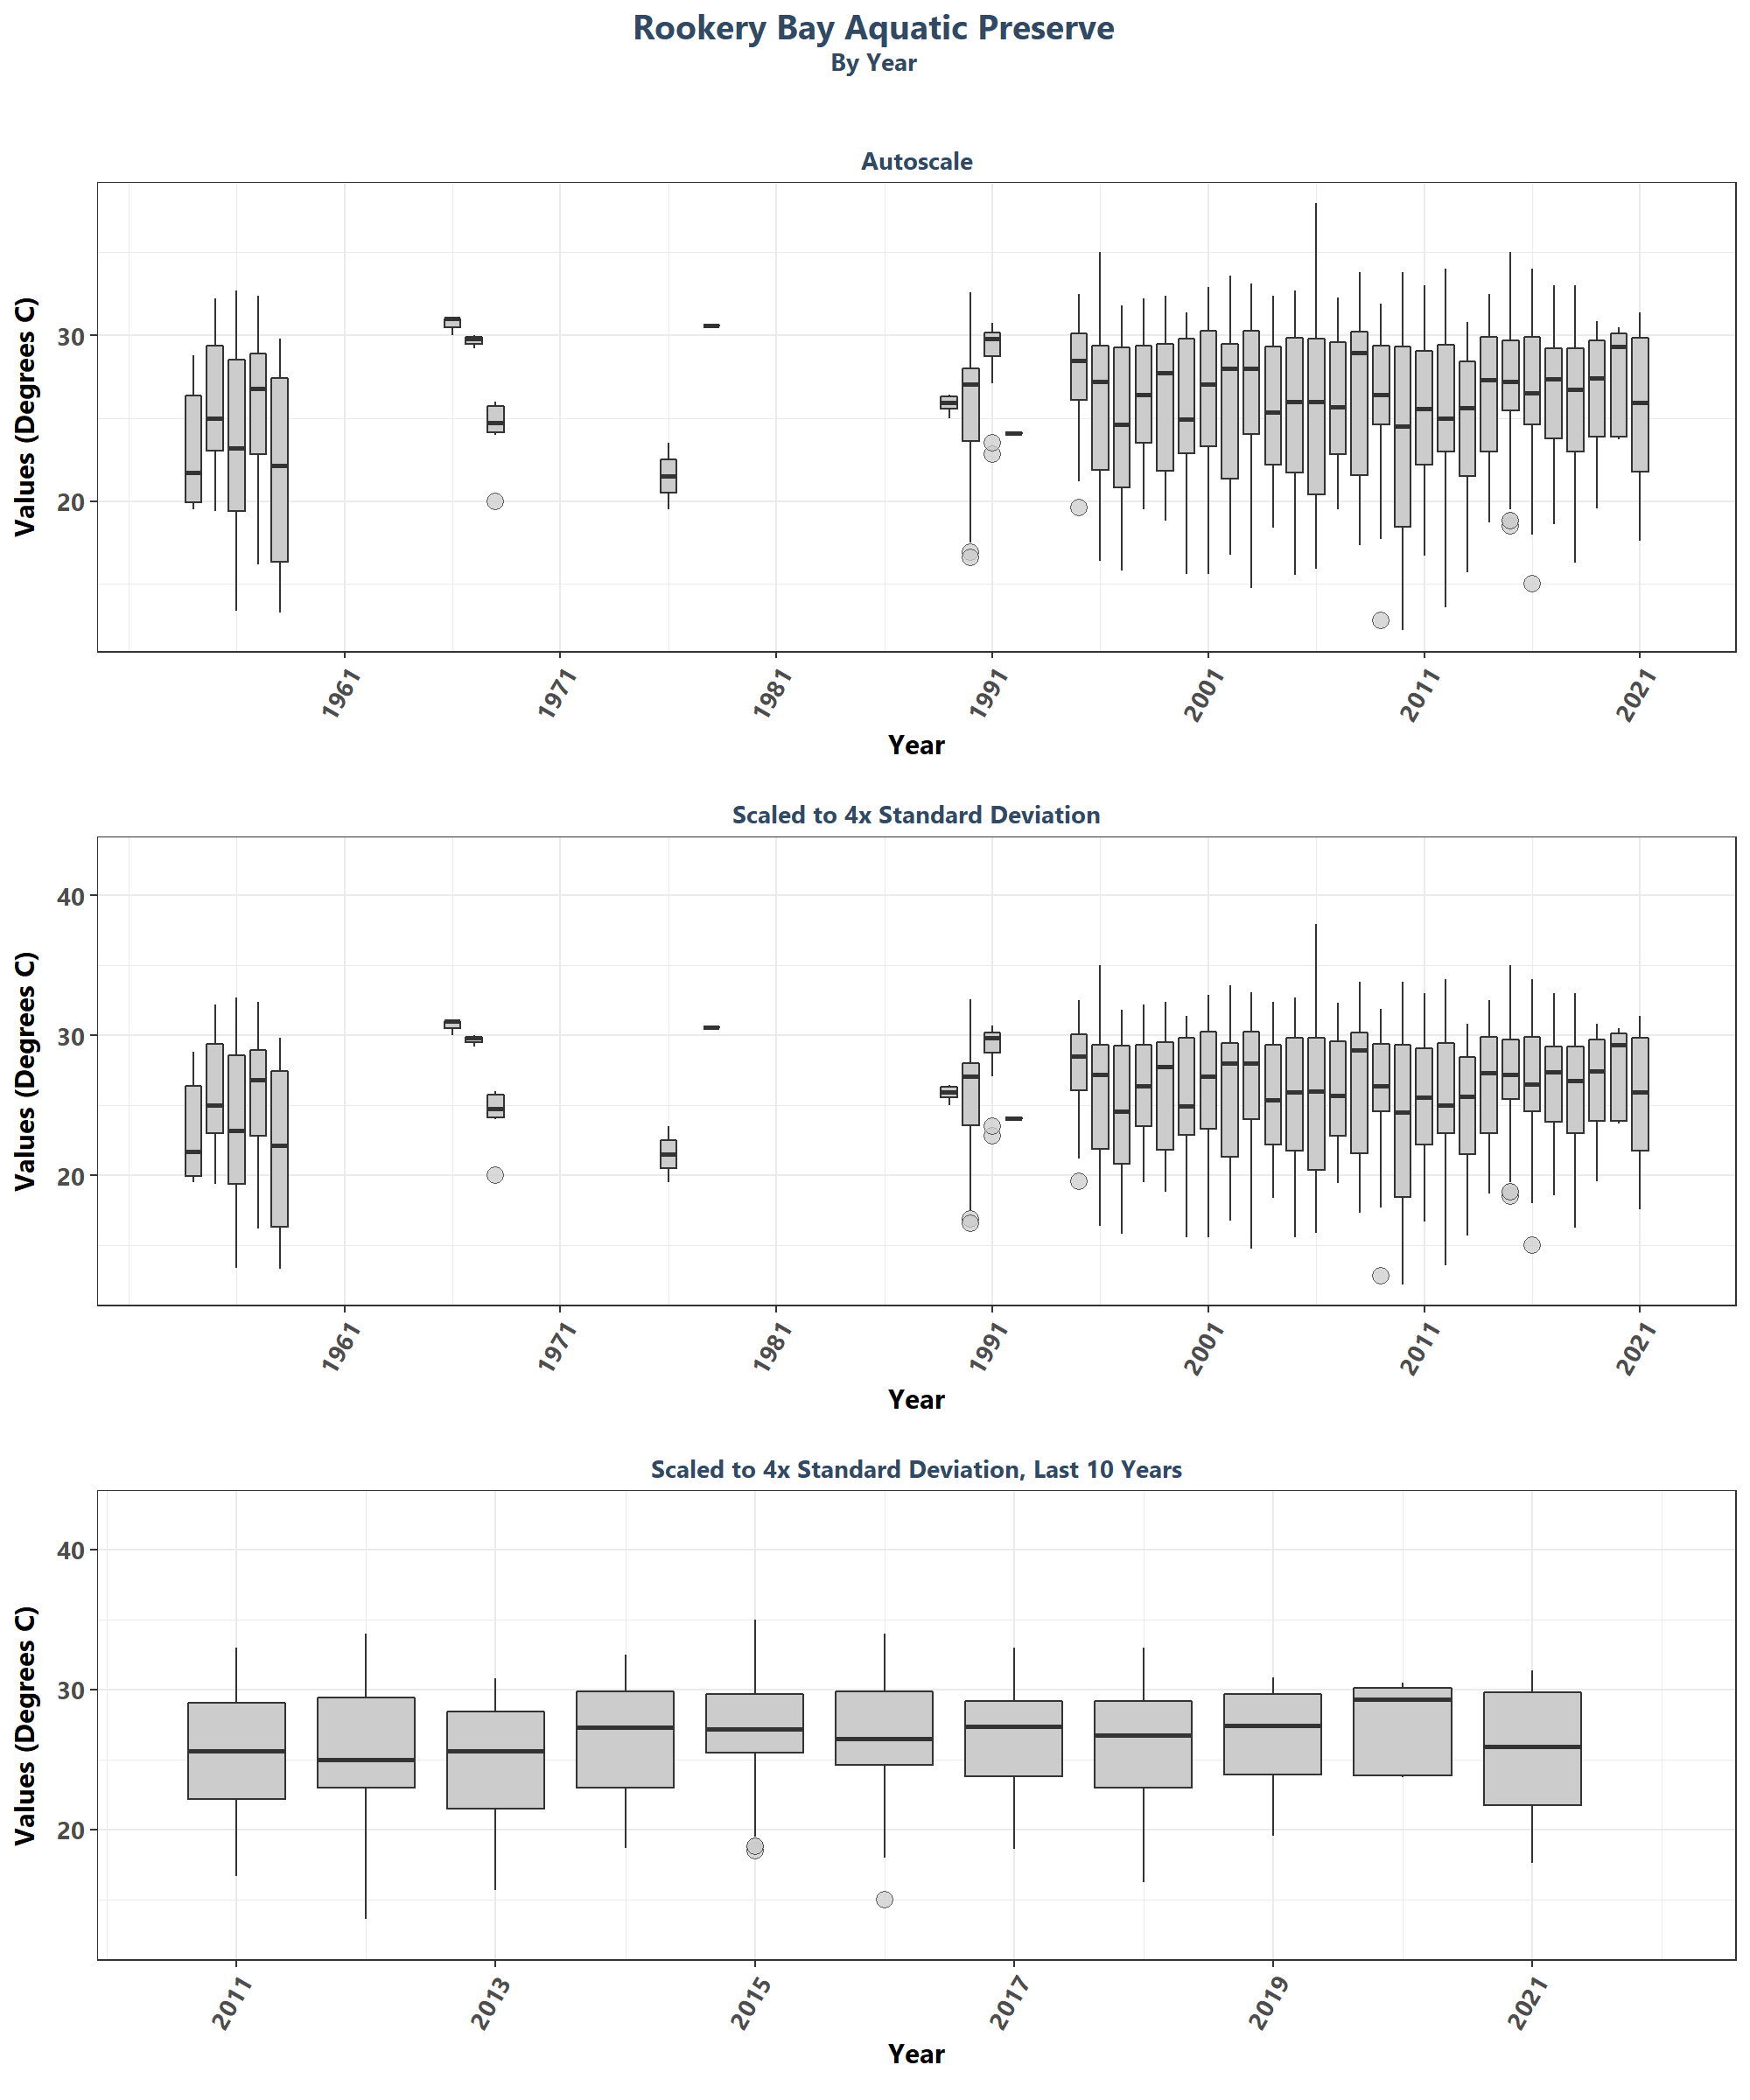 Rookery Bay Aquatic Preserve
By Year
Autoscale
Values (Degrees C)
30
20
1961 1971 1981 1991 2001 2011 2021
Year
Scaled to 4x Standard Deviation
Values (Degrees C)
40
30
20
1961 1971 1981 1991 2001 2011 2021
Year
Scaled to 4x Standard Deviation, Last 10 Years
Values (Degrees C)
40
30
20
2011 2013 2015 2017 2019 2021
Year